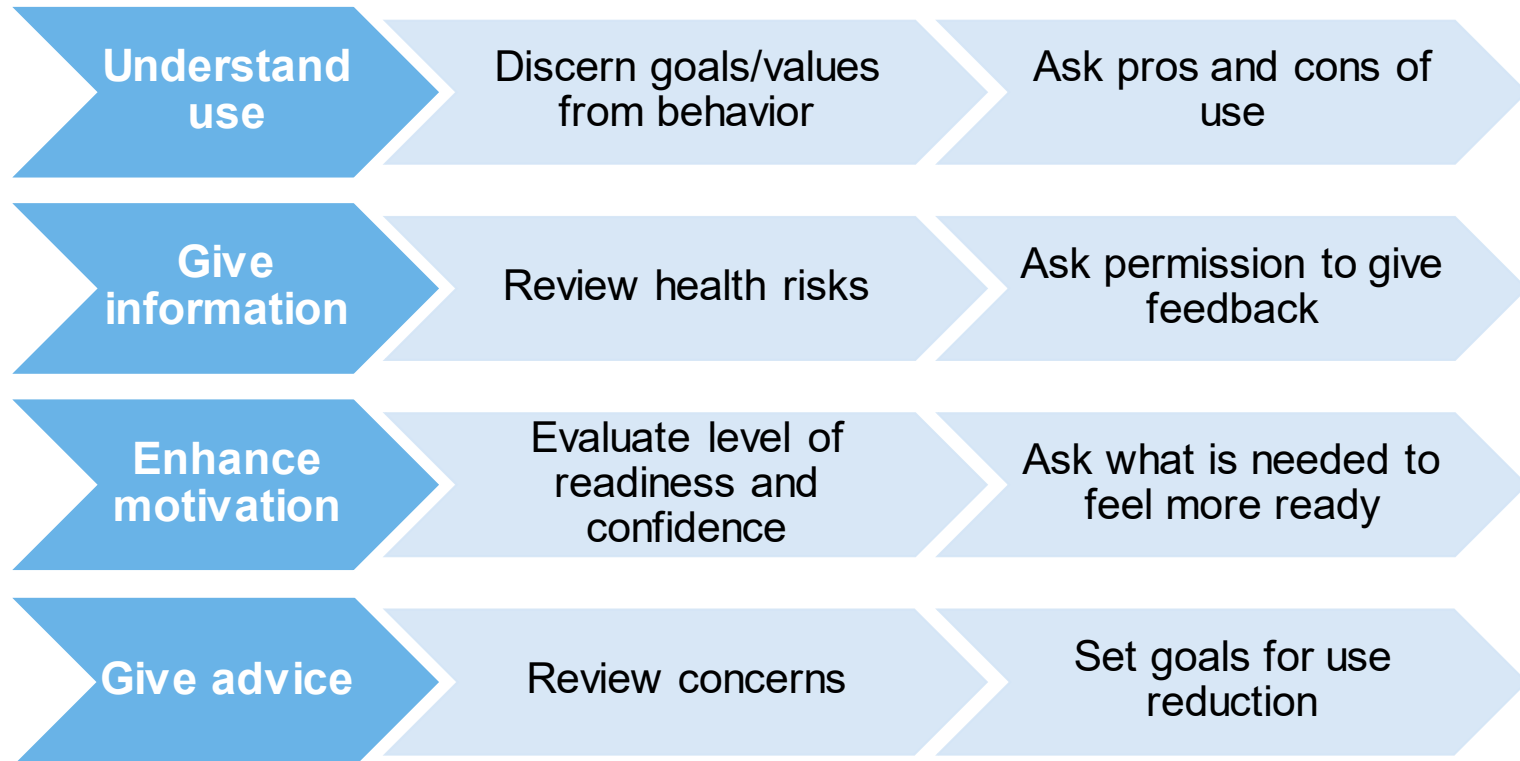 Understand
use
Discern goals/values
from behavior
Ask pros and cons of
use
Give
information
Review health risks
Ask permission to give
feedback
Enhance
motivation
Evaluate level of
readiness and
confidence
Ask what is needed to
feel more ready
Give advice
Review concerns
Set goals for use
reduction